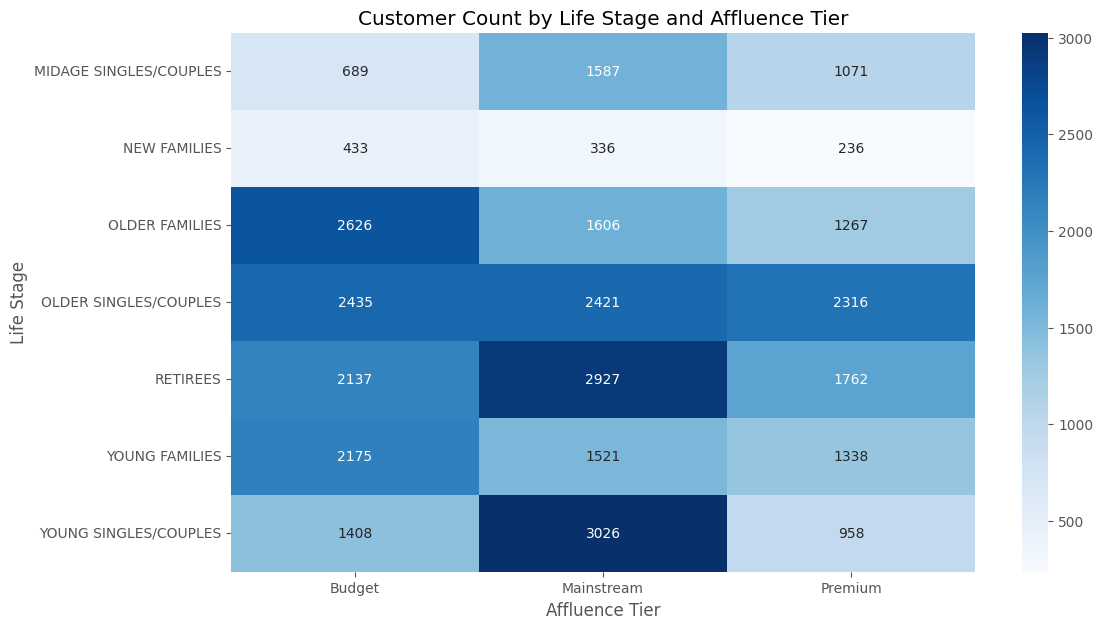 Customer Count by Life Stage and Affluence Tier
Life Stage
MIDAGE SINGLES/COUPLES 689 1587 1071
NEW FAMILIES 433 336 236
OLDER FAMILIES 2626 1606 1267
OLDER SINGLES/COUPLES 2435 2421 2316
RETIREES 2137 2927 1762
YOUNG FAMILIES 2175 1521 1338
YOUNG SINGLES/COUPLES 1408 3026 958
Budget Mainstream Premium
Affluence Tier
3000
2500
2000
1500
1000
500